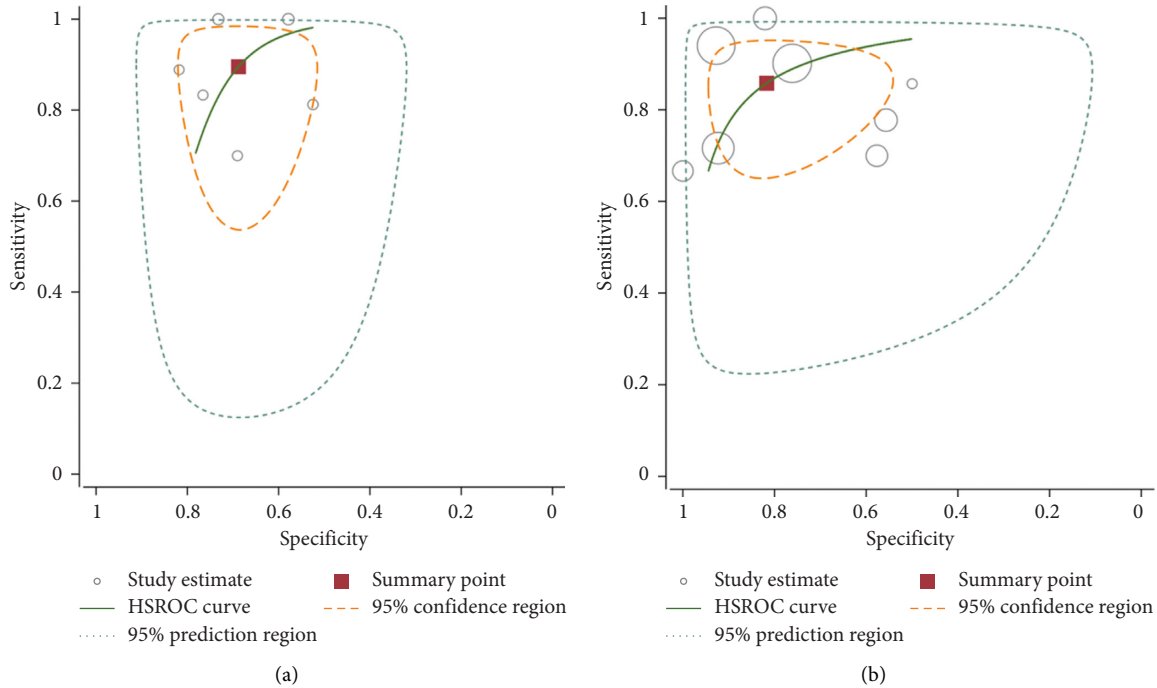 1
0.8
0.6
0.4
0.2
0
Sensitivity
1 0.8 0.6 0.4 0.2 0
Specificity
Study estimate Summary point
HSROC curve 95% confidence region
95% prediction region
(a)
1
0.8
0.6
0.4
0.2
0
Sensitivity
1 0.8 0.6 0.4 0.2 0
Specificity
Study estimate Summary point
HSROC curve 95% confidence region
95% prediction region
(b)